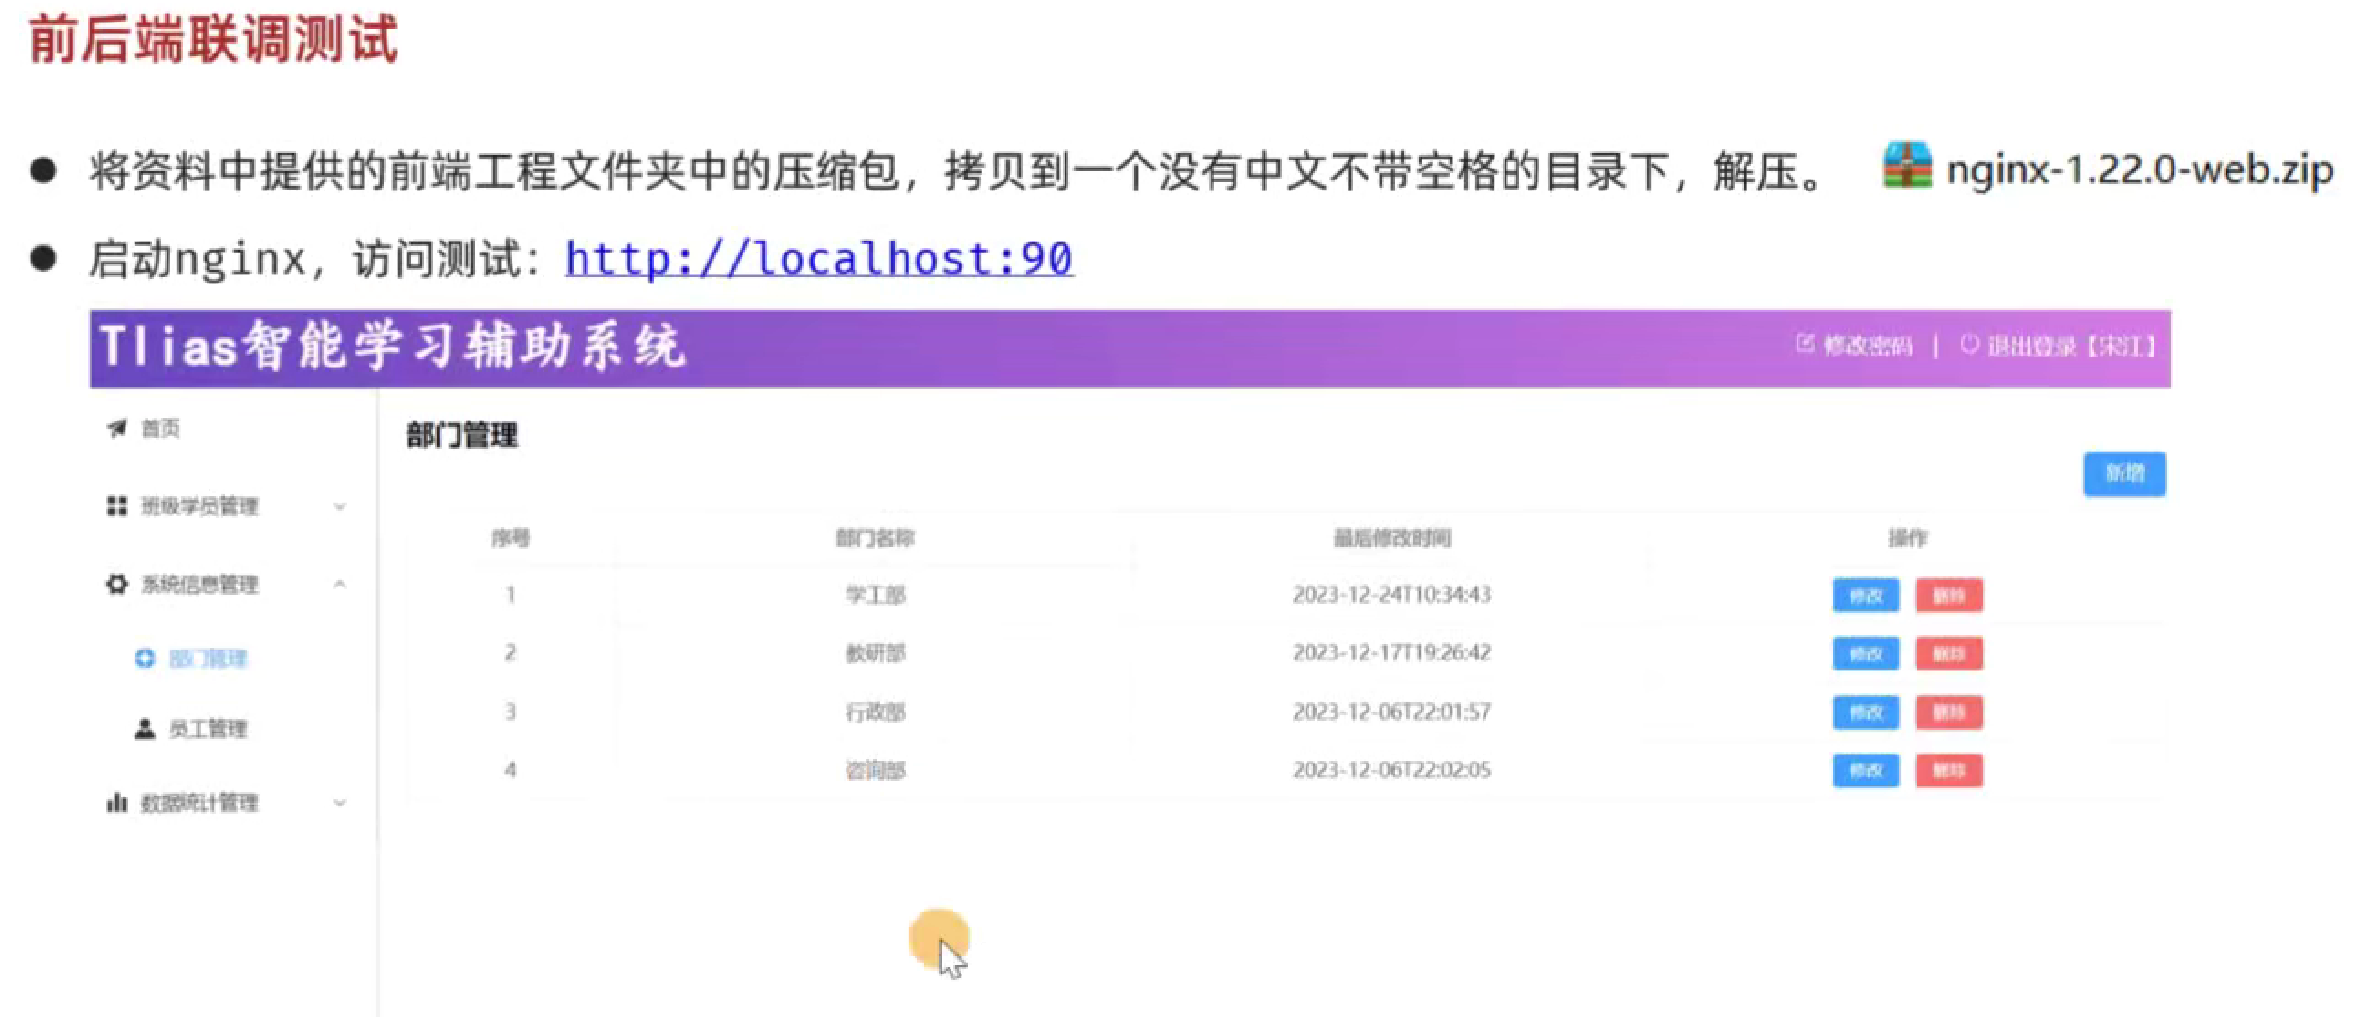 前后端联调测试
● 将资料中提供的前端工程文件夹中的压缩包，拷贝到一个没有中文不带空格的目录下，解压。 nginx-1.22.0-web.zip
● 启动nginx，访问测试：http://localhost:90
Tlias智能学习辅助系统 修改密码 | 退出登录【宋江】
首页
部门管理
新增
班级学员管理
系统信息管理
部门管理
员工管理
数据统计管理
序号 部门名称 最后修改时间 操作
1 学工部 2023-12-24T10:34:43 修改 删除
2 教研部 2023-12-17T19:26:42 修改 删除
3 行政部 2023-12-06T22:01:57 修改 删除
4 咨询部 2023-12-06T22:02:05 修改 删除